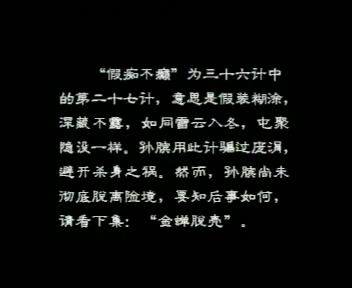 “假痴不癫”为三十六计中
的第二十七计，意思是假装糊涂，
深藏不露，如同雷云入冬，屯聚
隐没一样。孙膑用此计骗过庞涓，
避开杀身之祸。然而，孙膑尚未
彻底脱离险境，要知后事如何，
请看下集：“金蝉脱壳”。